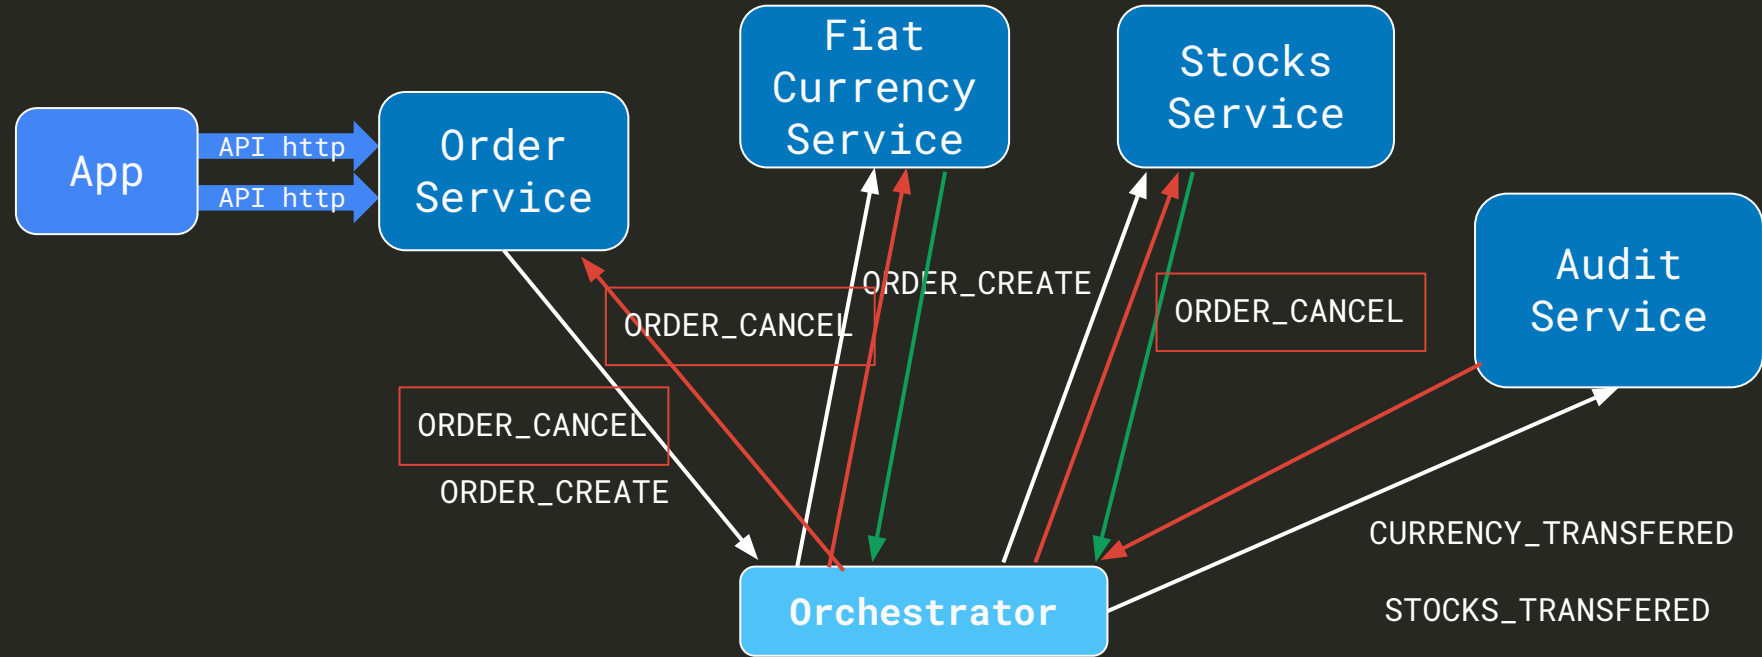 Fiat
Currency
Service
Stocks
Service
App
API http
API http
Order
Service
Audit
Service
ORDER_CREATE
ORDER_CANCEL
ORDER_CANCEL
ORDER_CANCEL
ORDER_CREATE
CURRENCY_TRANSFERED
STOCKS_TRANSFERED
Orchestrator